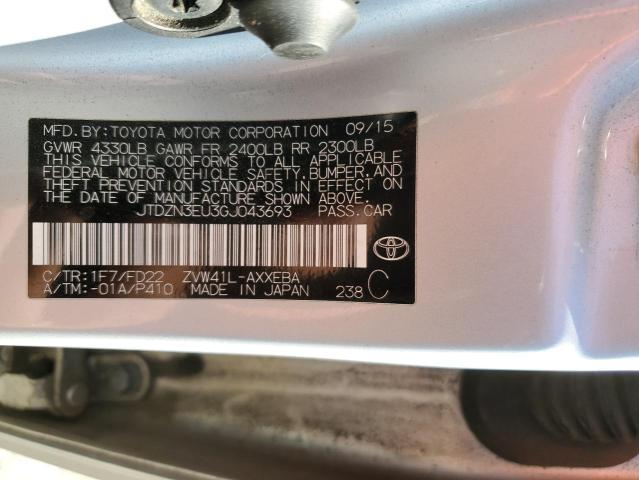 MFD. BY: TOYOTA MOTOR CORPORATION 09/15
GVWR 4330LB GAWR FR 2400LB RR 2300LB
THIS VEHICLE CONFORMS TO ALL APPLICABLE
FEDERAL MOTOR VEHICLE SAFETY, BUMPER, AND
THEFT PREVENTION STANDARDS IN EFFECT ON
THE DATE OF MANUFACTURE SHOWN ABOVE.
JTDZN3EU3GJ043693 PASS. CAR
C/TR: 1F7/FD22 ZVW41L-AXXEBA
A/TM: -01A/P410 MADE IN JAPAN 238 C